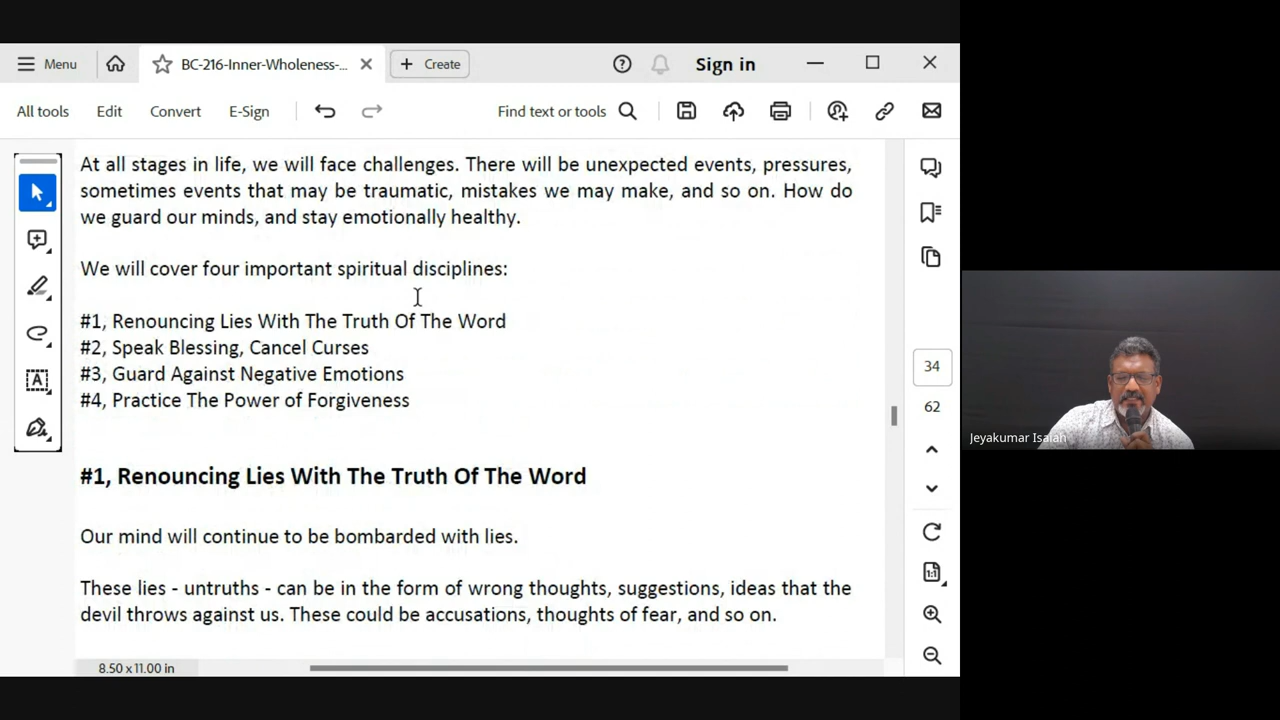 Menu
BC-216-Inner-Wholeness-...
Create
Sign in
All tools
Edit
Convert
E-Sign
Find text or tools
At all stages in life, we will face challenges. There will be unexpected events, pressures,
sometimes events that may be traumatic, mistakes we may make, and so on. How do
we guard our minds, and stay emotionally healthy.
We will cover four important spiritual disciplines:
#1, Renouncing Lies With The Truth Of The Word
#2, Speak Blessing, Cancel Curses
#3, Guard Against Negative Emotions
#4, Practice The Power of Forgiveness
#1, Renouncing Lies With The Truth Of The Word
Our mind will continue to be bombarded with lies.
These lies - untruths - can be in the form of wrong thoughts, suggestions, ideas that the
devil throws against us. These could be accusations, thoughts of fear, and so on.
8.50 x 11.00 in
34
62
1:1
Jeyakumar Isaiah